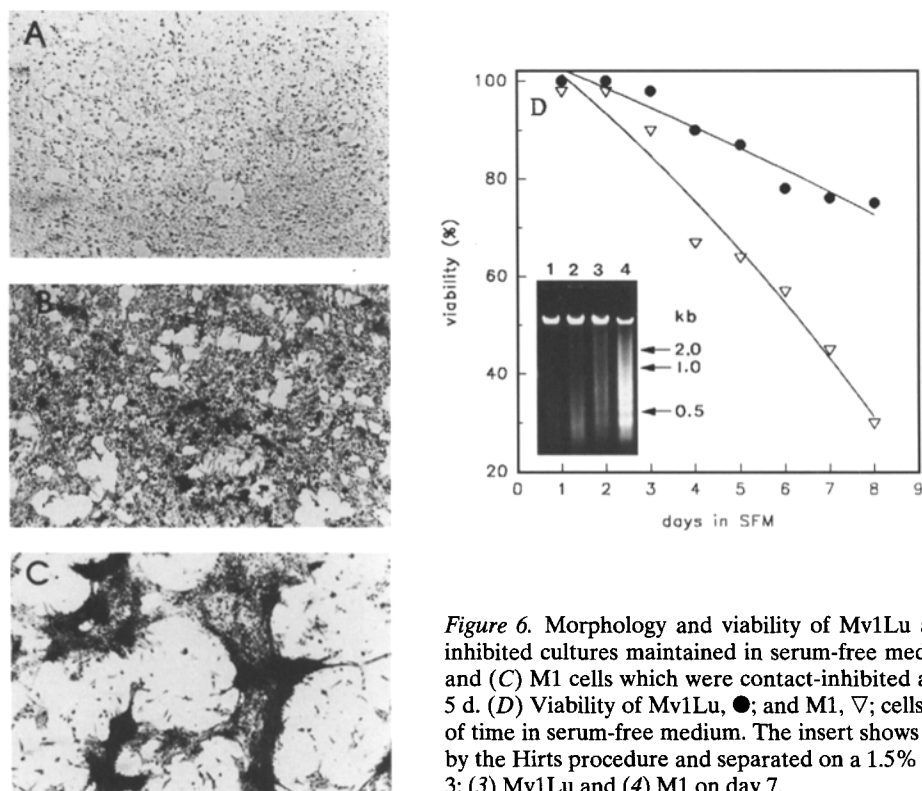 A
B
C
D
100
80
60
40
20
viability (%)
0 1 2 3 4 5 6 7 8 9
days in SFM
1 2 3 4
kb
2.0
1.0
0.5
Figure 6. Morphology and viability of Mv1Lu
inhibited cultures maintained in serum-free
and (C) M1 cells which were contact-inhibited
5 d. (D) Viability of Mv1Lu, ●; and M1, ▽; cells
of time in serum-free medium. The insert shows
by the Hirts procedure and separated on a 1.5%
3; (3) Mv1Lu and (4) M1 on day 7.